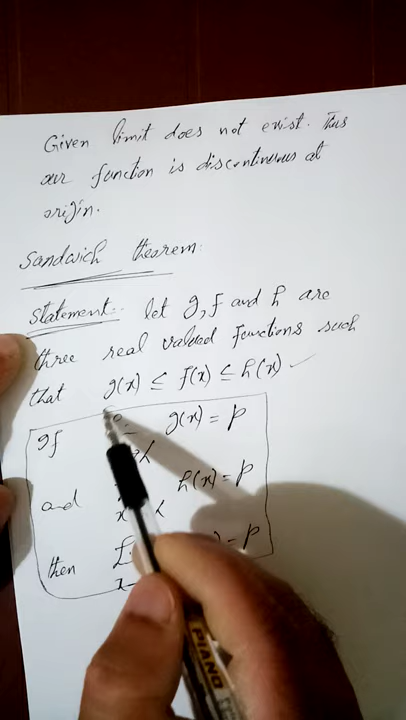 Given limit does not exist. Thus
our function is discontinuous at
origin.
Sandwich theorem.
Statement:- let g, f and h are
three real valued functions such
that g(x) ≤ f(x) ≤ h(x)
If g(x) = p
and h(x) = p
x
then = p
x
PIANO